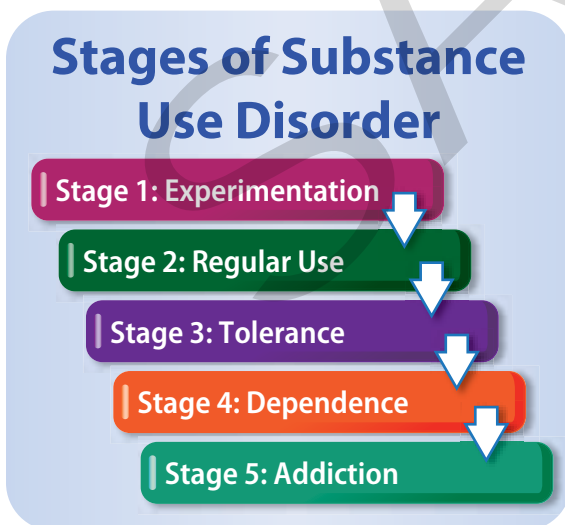 Stages of Substance
Use Disorder
Stage 1: Experimentation
Stage 2: Regular Use
Stage 3: Tolerance
Stage 4: Dependence
Stage 5: Addiction